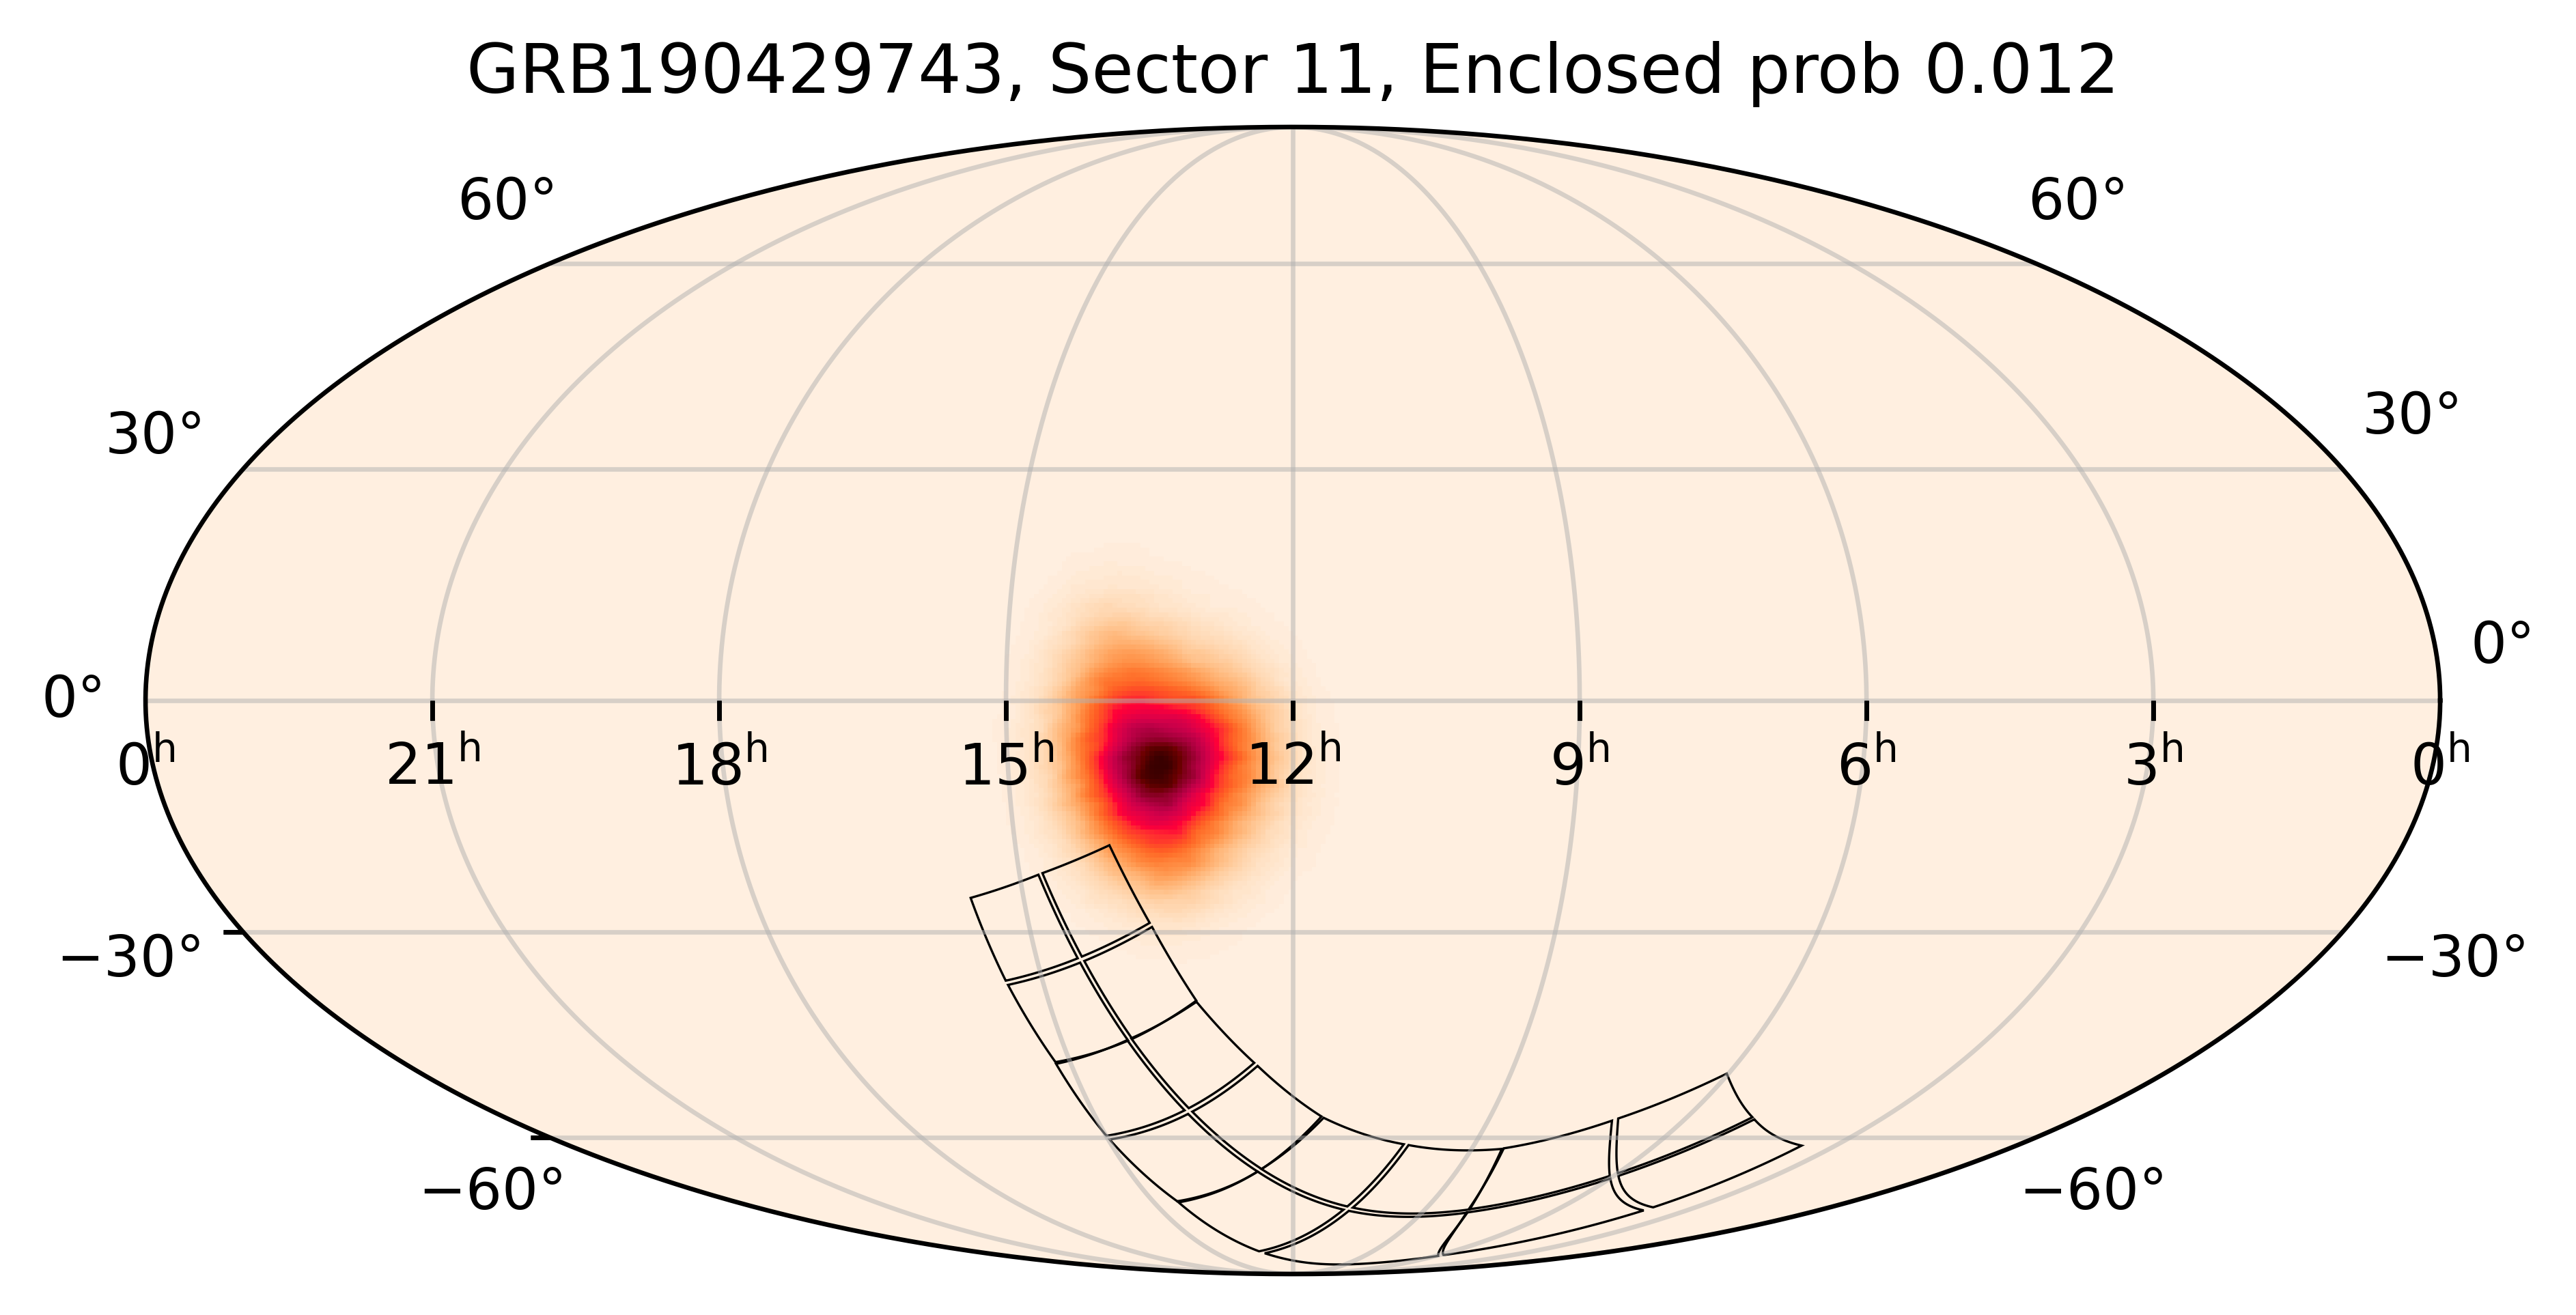 GRB190429743, Sector 11, Enclosed prob 0.012
60° 60°
30° 30°
0° 0°
0ʰ 21ʰ 18ʰ 15ʰ 12ʰ 9ʰ 6ʰ 3ʰ 0ʰ
−30° −30°
−60° −60°